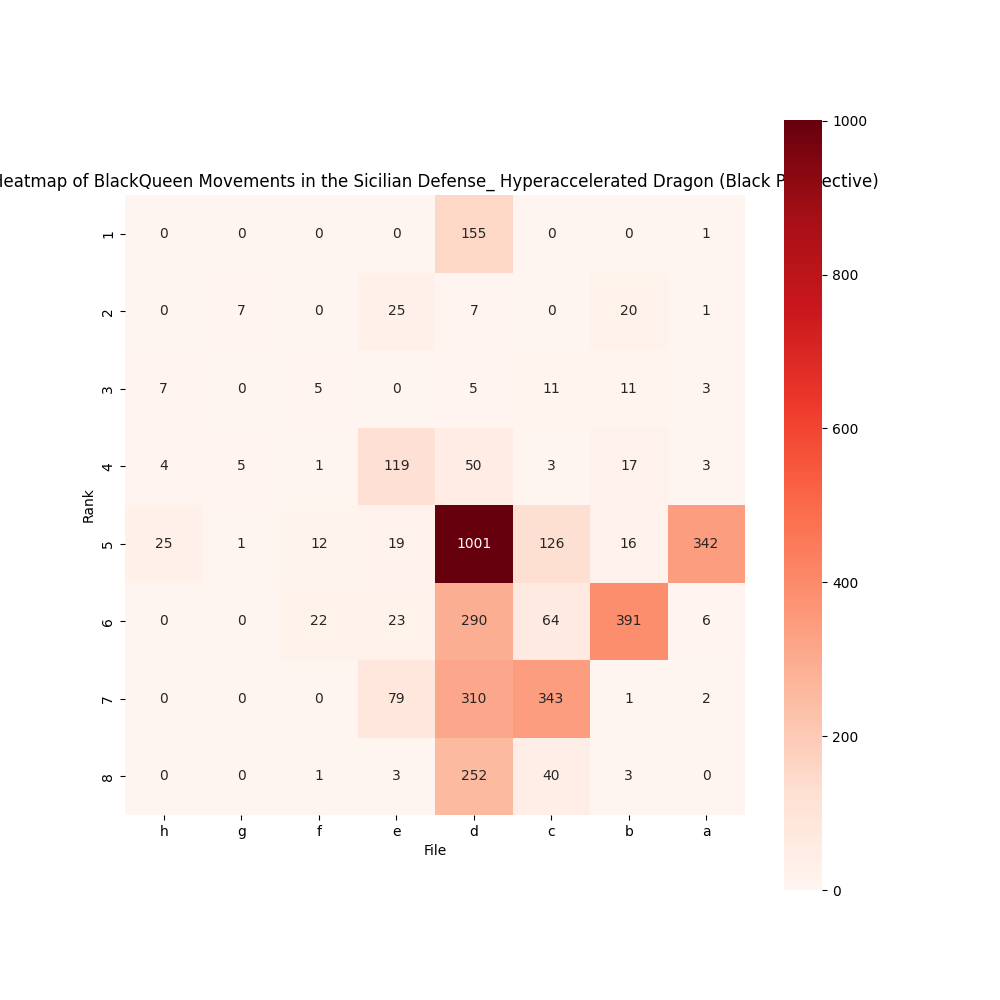 Heatmap of BlackQueen Movements in the Sicilian Defense_ Hyperaccelerated Dragon (Black P ective)
1000
800
600
400
200
0
Rank
1 0 0 0 0 155 0 0 1
2 0 7 0 25 7 0 20 1
3 7 0 5 0 5 11 11 3
4 4 5 1 119 50 3 17 3
5 25 1 12 19 1001 126 16 342
6 0 0 22 23 290 64 391 6
7 0 0 0 79 310 343 1 2
8 0 0 1 3 252 40 3 0
h g f e d c b a
File